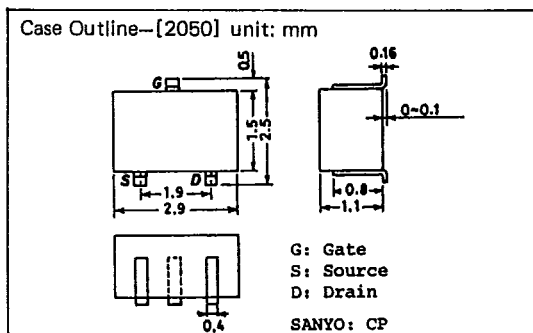 Case Outline–[2050] unit: mm
0.16
0.5
G
0~0.1
1.5
2.5
S
D
1.9
0.8
2.9
1.1
G: Gate
S: Source
D: Drain
0.4
SANYO: CP